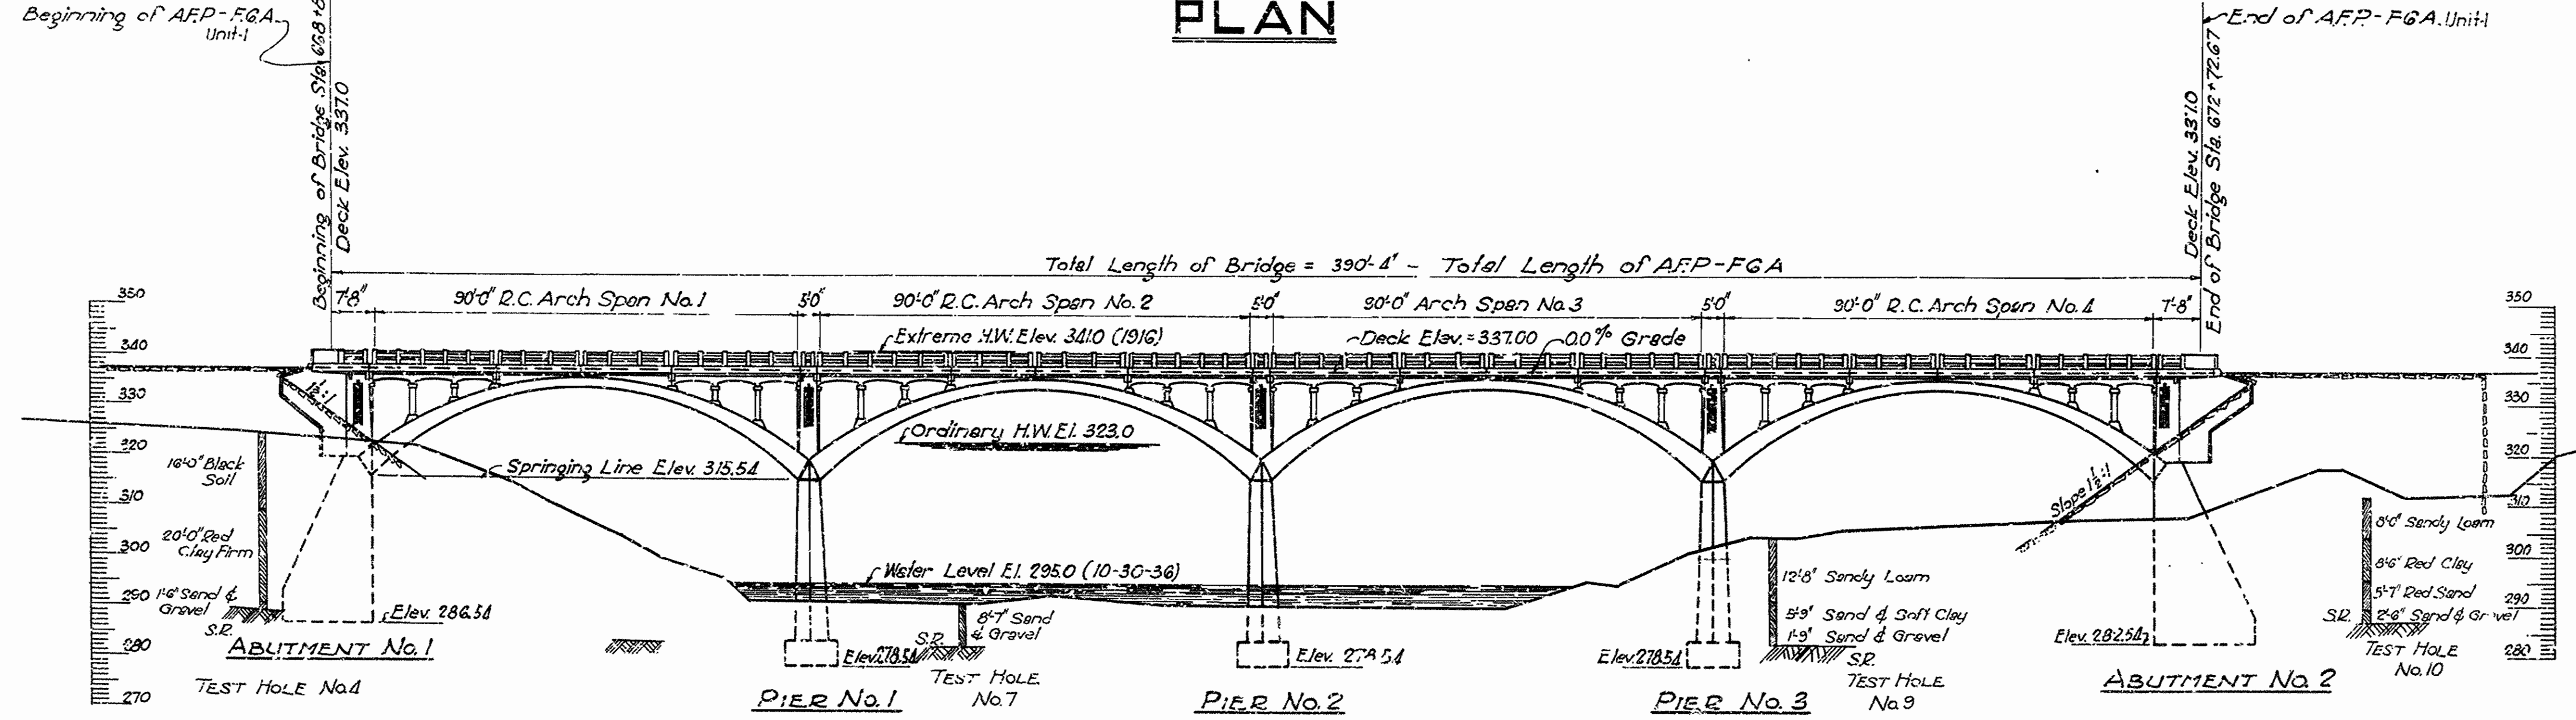 PLAN
Beginning of A.F.P-F.G.A.
Unit-1
End of A.F.P.-FGA. Unit-1
Beginning of Bridge Sta. 668+8
Deck Elev. 337.0
Deck Elev. 337.0
End of Bridge Sta. 672+72.67
Total Length of Bridge = 390'-4" - Total Length of A.F.P-FGA
7'-8" 90'-0" R.C. Arch Span No. 1 5'-0" 90'-0" R.C. Arch Span No. 2 5'-0" 90'-0" Arch Span No. 3 5'-0" 90'-0" R.C. Arch Span No. 4 7'-8"
Extreme H.W. Elev. 341.0 (1916)
Deck Elev. = 337.00 0.0% Grade
350
340
330
320
310
300
290
280
270
1½:1
Ordinary H.W. El. 323.0
Springing Line Elev. 315.54
Water Level El. 295.0 (10-30-36)
Slope 1½:1
16'-0" Black
Soil
20'-0" Red
Clay Firm
1'-6" Sand &
Gravel
S.R.
Elev. 286.54
ABUTMENT No. 1
TEST HOLE No. 4
Elev. 278.54
PIER No. 1
8'-7" Sand
& Gravel
S.R.
TEST HOLE
No. 7
Elev. 278.54
PIER No. 2
Elev. 278.54
PIER No. 3
12'-8" Sandy Loam
5'-9" Sand & Soft Clay
1'-9" Sand & Gravel
S.R.
TEST HOLE
No. 9
Elev. 282.54
ABUTMENT No. 2
8'-0" Sandy Loam
8'-6" Red Clay
5'-7" Red Sand
2'-6" Sand & Gravel
S.R.
TEST HOLE
No. 10
350
340
330
320
310
300
290
280